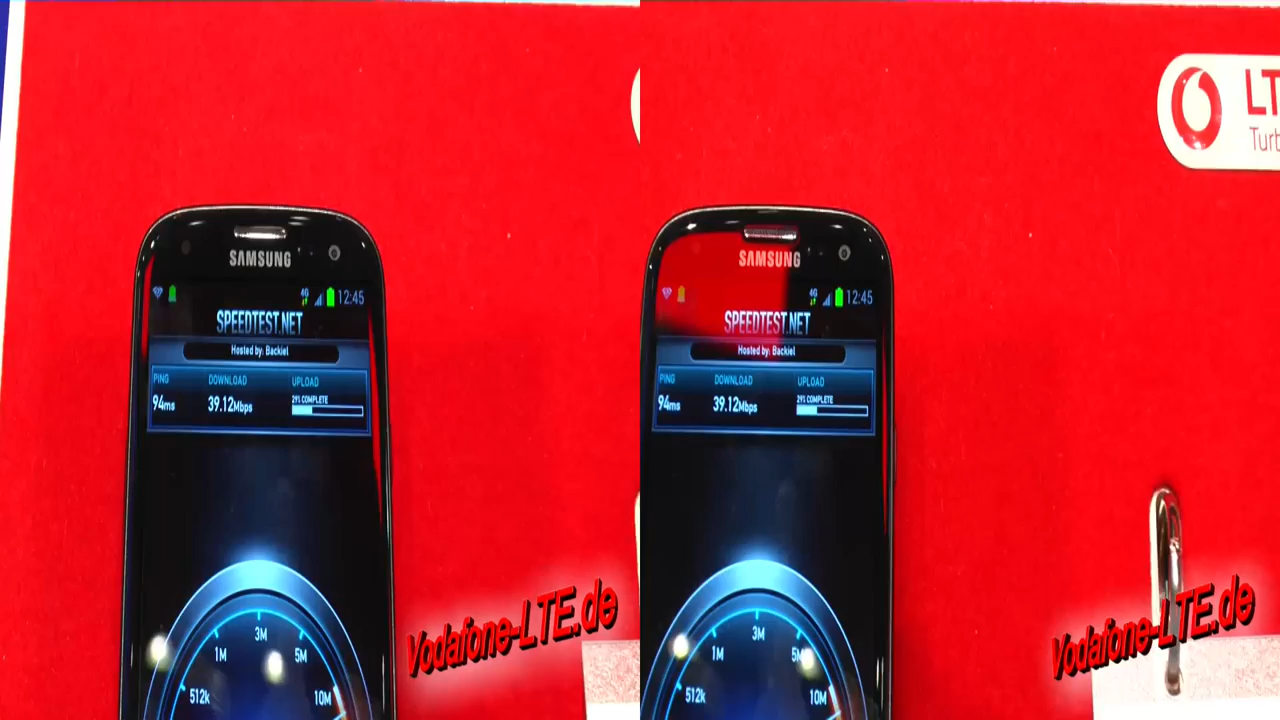 SAMSUNG
4G 12:45
SPEEDTEST.NET
Hosted by: Backiel
PING DOWNLOAD UPLOAD
94ms 39.12Mbps 29% COMPLETE
3M
1M 5M
512k 10M
Vodafone-LTE.de
LT
Turb
SAMSUNG
4G 12:45
SPEEDTEST.NET
Hosted by: Backiel
PING DOWNLOAD UPLOAD
94ms 39.12Mbps 29% COMPLETE
3M
1M 5M
512k 10M
Vodafone-LTE.de